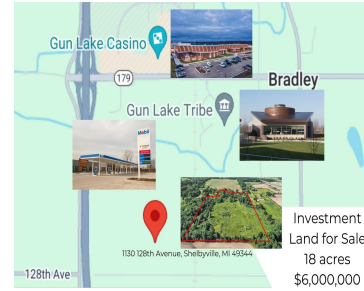 Gun Lake Casino
179
Bradley
Gun Lake Tribe
Mobil
1130 128th Avenue, Shelbyville, MI 49344
128th Ave
Investment
Land for Sale
18 acres
$6,000,000